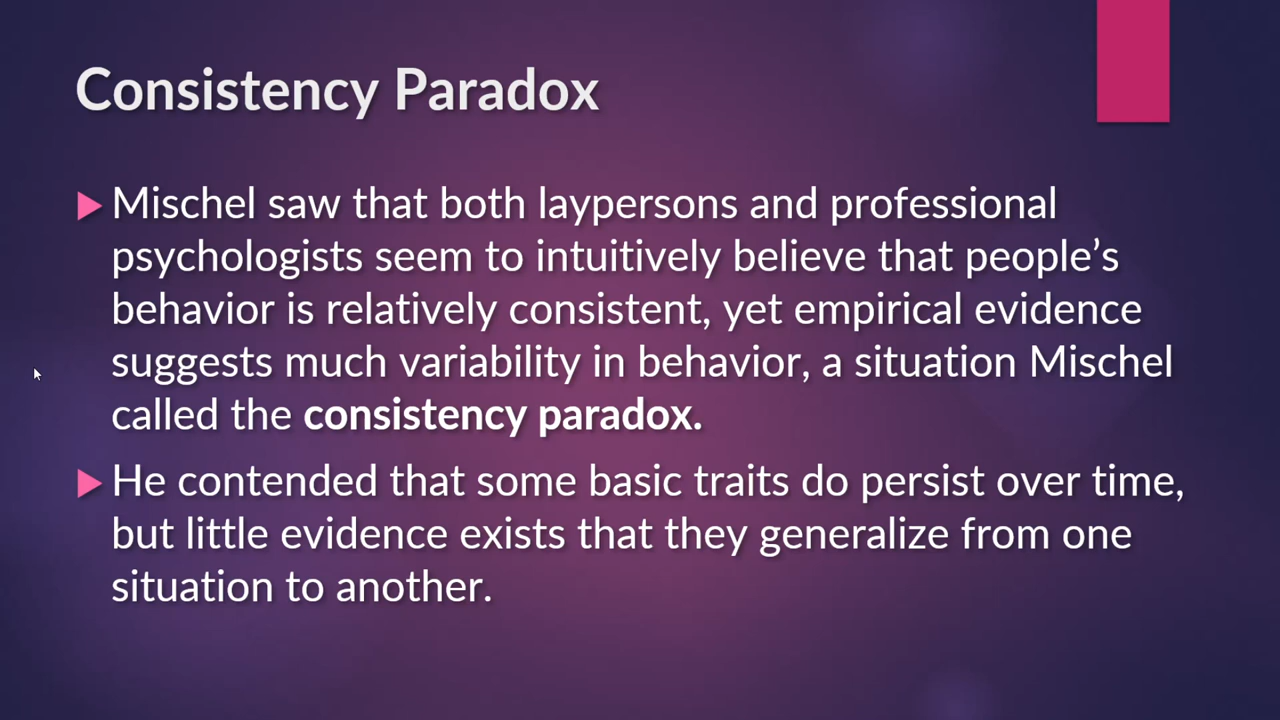 Consistency Paradox
Mischel saw that both laypersons and professional
psychologists seem to intuitively believe that people’s
behavior is relatively consistent, yet empirical evidence
suggests much variability in behavior, a situation Mischel
called the consistency paradox.
He contended that some basic traits do persist over time,
but little evidence exists that they generalize from one
situation to another.